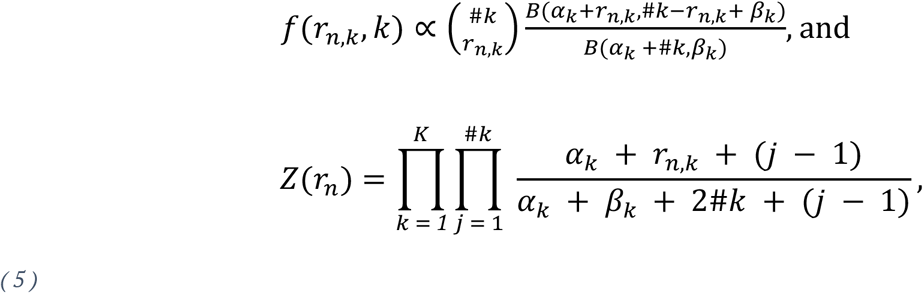 f(r_{n,k}, k) ∝ \binom{#k}{r_{n,k}} \frac{B(α_k+r_{n,k},#k−r_{n,k}+ β_k)}{B(α_k +#k,β_k)}, and
Z(r_n) = \prod_{k = 1}^{K} \prod_{j = 1}^{#k} \frac{α_k + r_{n,k} + (j − 1)}{α_k + β_k + 2#k + (j − 1)},
(5)